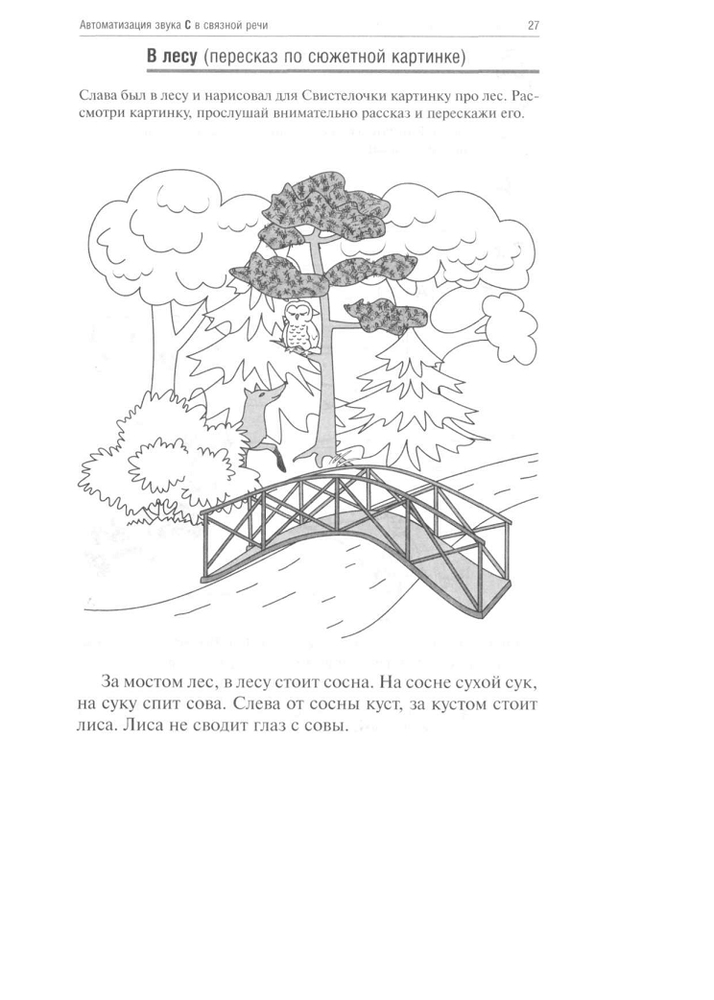 Автоматизация звука С в связной речи 27
В лесу (пересказ по сюжетной картинке)
Слава был в лесу и нарисовал для Свистелочки картинку про лес. Рас-
смотри картинку, прослушай внимательно рассказ и перескажи его.
За мостом лес, в лесу стоит сосна. На сосне сухой сук,
на суку спит сова. Слева от сосны куст, за кустом стоит
лиса. Лиса не сводит глаз с совы.